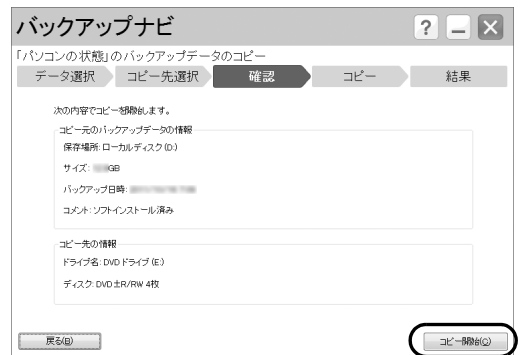 バックアップナビ
?
「パソコンの状態」のバックアップデータのコピー
データ選択 コピー先選択 確認 コピー 結果
次の内容でコピーを開始します。
コピー元のバックアップデータの情報
保存場所: ローカルディスク (D:)
サイズ: GB
バックアップ日時:
コメント: ソフトインストール済み
コピー先の情報
ドライブ名: DVD ドライブ (E:)
ディスク: DVD ±R/RW 4枚
戻る(B) コピー開始(C)